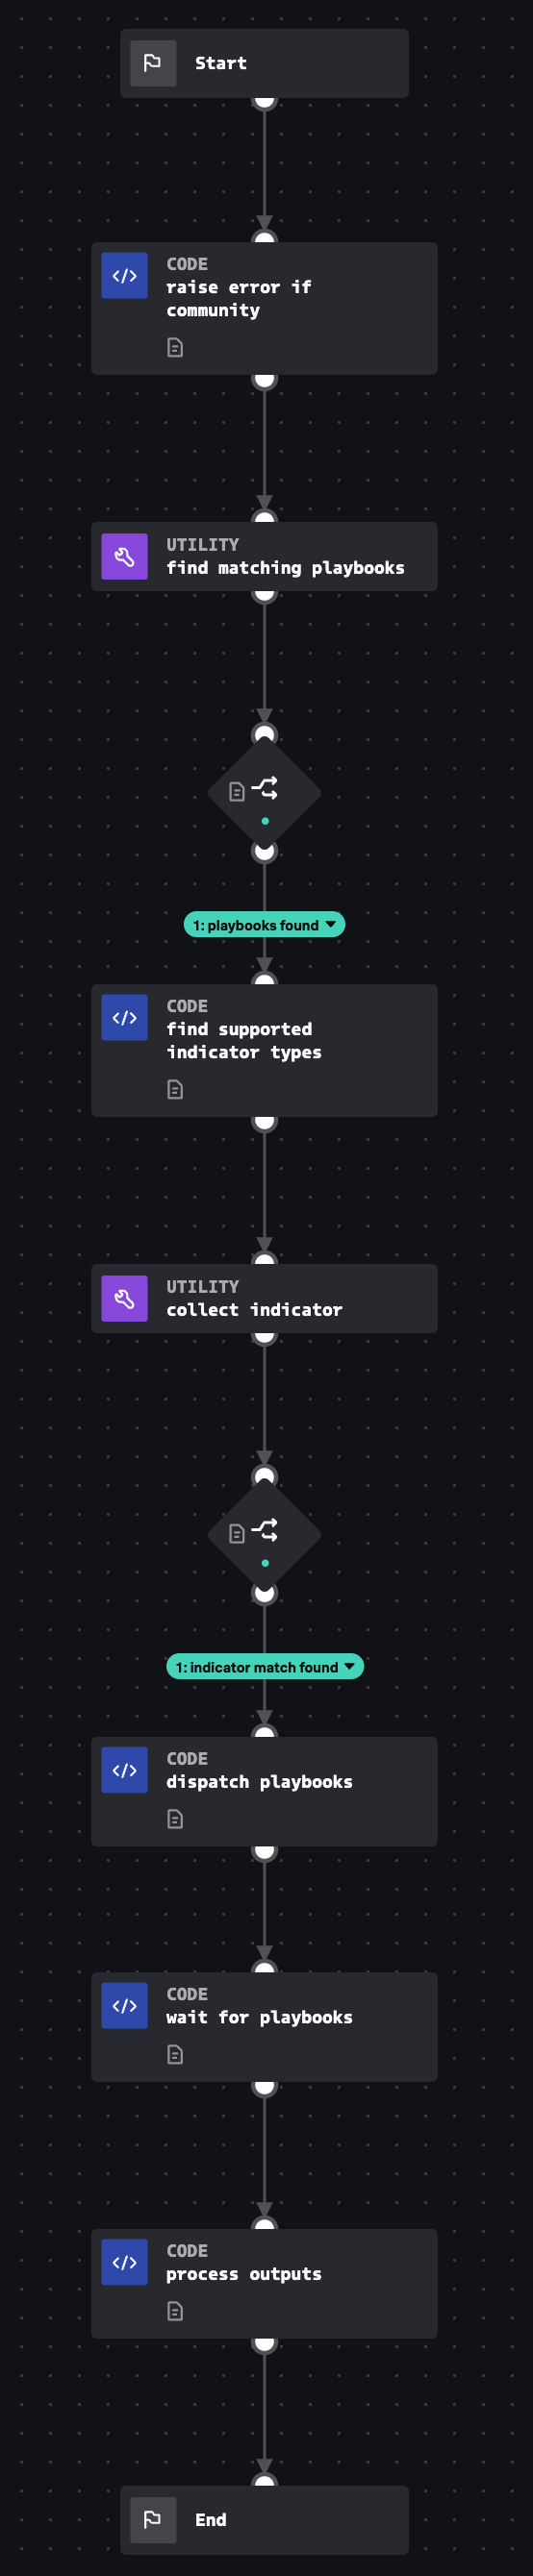 Start
CODE
raise error if
community
UTILITY
find matching playbooks
1: playbooks found
CODE
find supported
indicator types
UTILITY
collect indicator
1: indicator match found
CODE
dispatch playbooks
CODE
wait for playbooks
CODE
process outputs
End